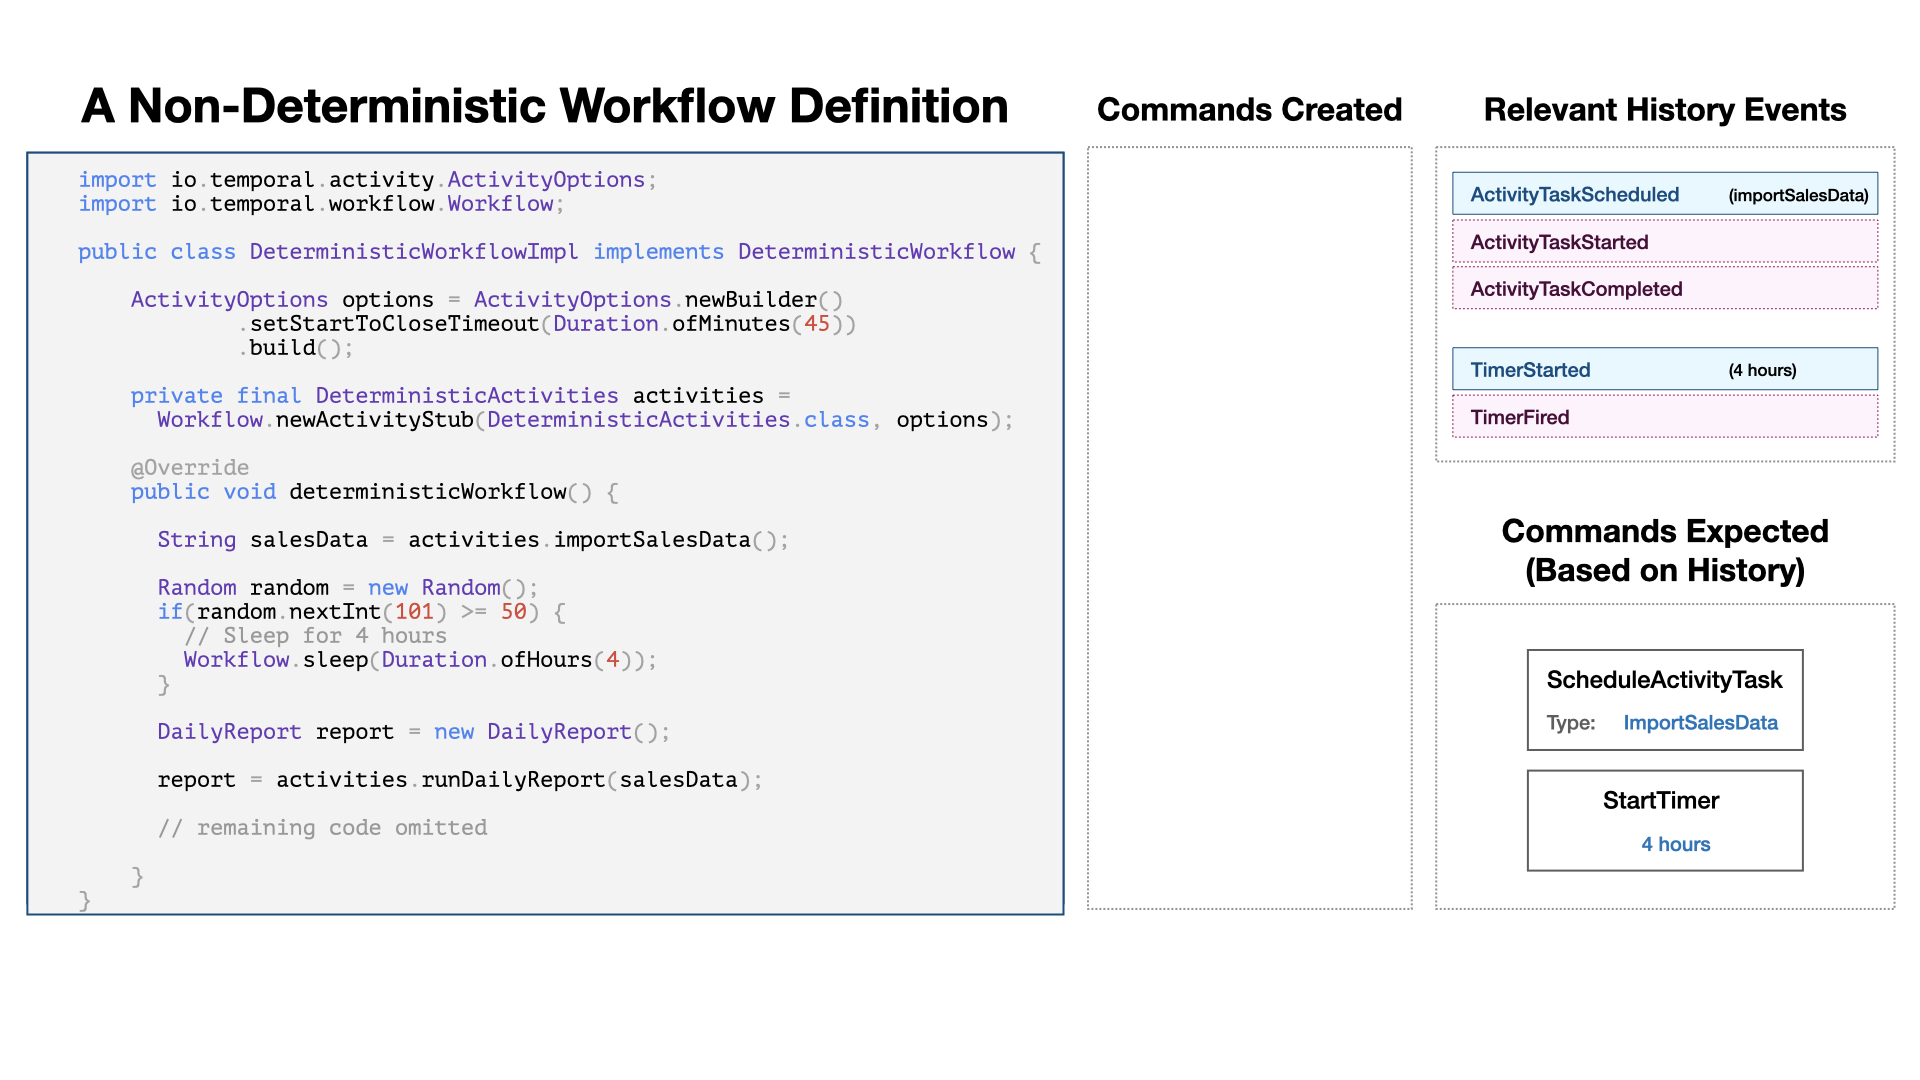 A Non-Deterministic Workflow Definition
import io.temporal.activity.ActivityOptions;
import io.temporal.workflow.Workflow;
public class DeterministicWorkflowImpl implements DeterministicWorkflow {
ActivityOptions options = ActivityOptions.newBuilder()
.setStartToCloseTimeout(Duration.ofMinutes(45))
.build();
private final DeterministicActivities activities =
Workflow.newActivityStub(DeterministicActivities.class, options);
@Override
public void deterministicWorkflow() {
String salesData = activities.importSalesData();
Random random = new Random();
if(random.nextInt(101) >= 50) {
// Sleep for 4 hours
Workflow.sleep(Duration.ofHours(4));
}
DailyReport report = new DailyReport();
report = activities.runDailyReport(salesData);
// remaining code omitted
}
}
Commands Created
Relevant History Events
ActivityTaskScheduled (importSalesData)
ActivityTaskStarted
ActivityTaskCompleted
TimerStarted (4 hours)
TimerFired
Commands Expected
(Based on History)
ScheduleActivityTask
Type: ImportSalesData
StartTimer
4 hours